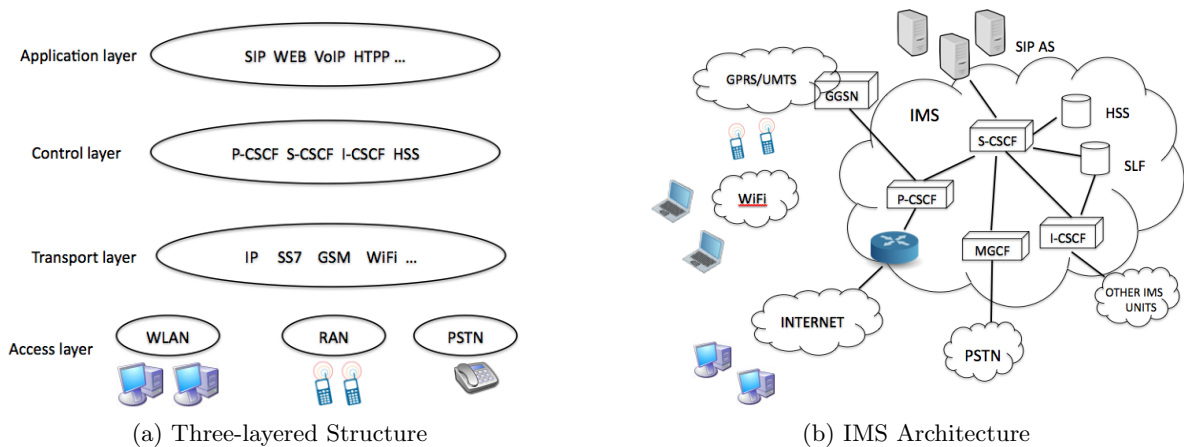 Application layer
SIP WEB VoIP HTPP ...
Control layer
P-CSCF S-CSCF I-CSCF HSS
Transport layer
IP SS7 GSM WiFi ...
Access layer
WLAN
RAN
PSTN
(a) Three-layered Structure
SIP AS
GPRS/UMTS
GGSN
IMS
HSS
S-CSCF
SLF
WiFi
P-CSCF
I-CSCF
MGCF
OTHER IMS
UNITS
INTERNET
PSTN
(b) IMS Architecture